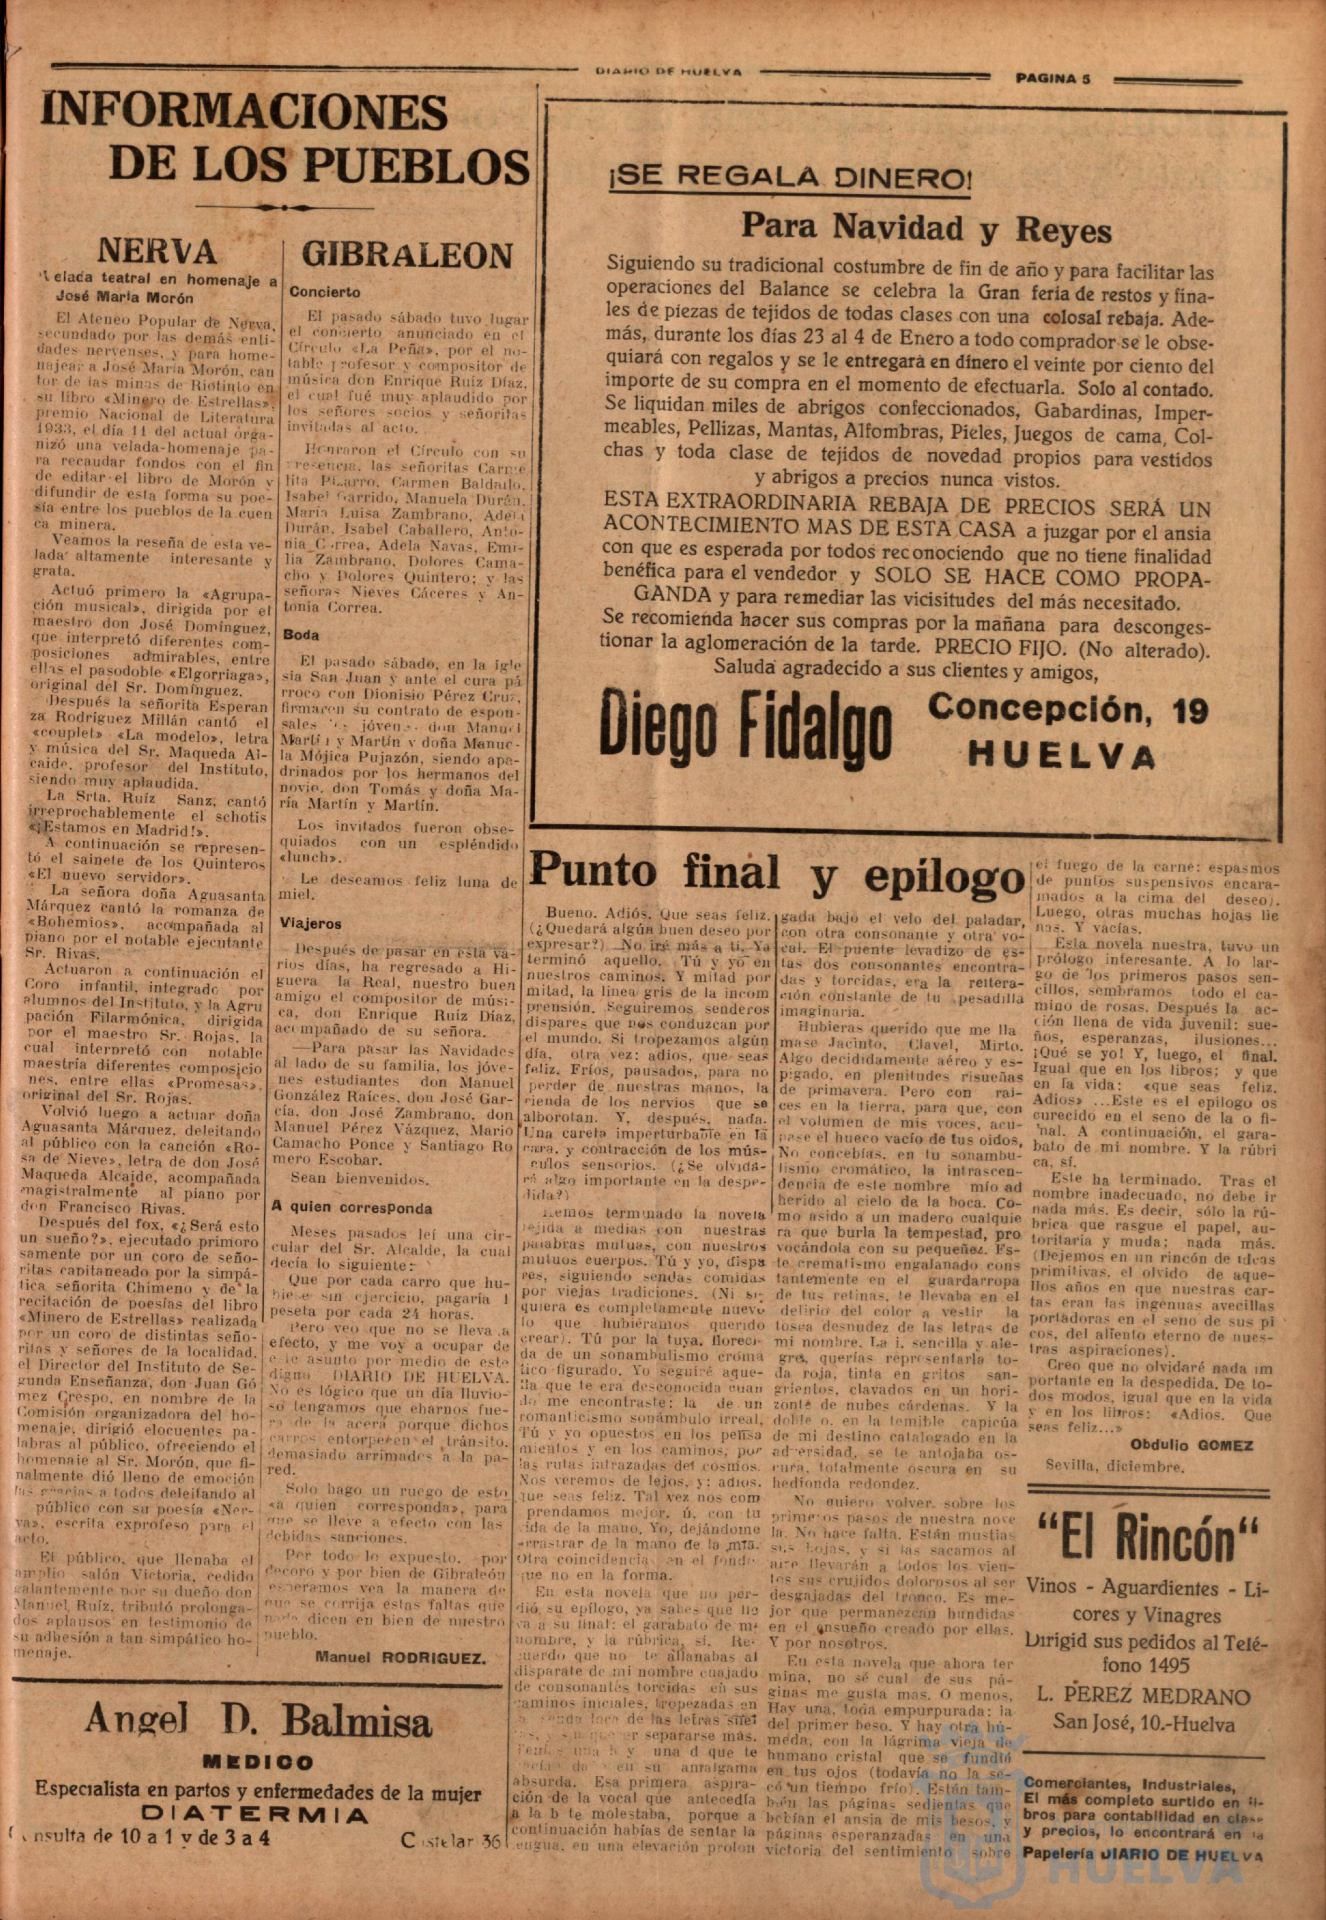 DIARIO DE HUELVA
PAGINA 5
INFORMACIONES
DE LOS PUEBLOS
NERVA
Velada teatral en homenaje a
José María Morón
El Ateneo Popular de Nerva,
secundado por las demás enti-
dades nervenses, y para home-
najear a José María Morón, can
tor de las minas de Riotinto en
su libro «Minero de Estrellas»,
premio Nacional de Literatura
1933, el día 11 del actual orga-
nizó una velada-homenaje pa-
ra recaudar fondos con el fin
de editar el libro de Morón y
difundir de esta forma su poe-
sía entre los pueblos de la cuen
ca minera.
Veamos la reseña de esta ve-
lada altamente interesante y
grata.
Actuó primero la «Agrupa-
ción musical», dirigida por el
maestro don José Domínguez,
que interpretó diferentes com-
posiciones admirables, entre
ellas el pasodoble «Elgorriaga»,
original del Sr. Domínguez.
Después la señorita Esperan
za Rodríguez Millán cantó el
«couplet» «La modelo», letra
y música del Sr. Maqueda Al-
caide, profesor del Instituto,
siendo muy aplaudida.
La Srta. Ruíz Sanz, cantó
irreprochablemente el schotis
«¡Estamos en Madrid!».
A continuación se represen-
tó el sainete de los Quinteros
«El nuevo servidor».
La señora doña Aguasanta
Márquez cantó la romanza de
«Bohemios», acompañada al
piano por el notable ejecutante
Sr. Rivas.
Actuaron a continuación el
Coro infantil, integrado por
alumnos del Instituto, y la Agru
pación Filarmónica, dirigida
por el maestro Sr. Rojas, la
cual interpretó con notable
maestría diferentes composicio
nes, entre ellas «Promesas»,
original del Sr. Rojas.
Volvió luego a actuar doña
Aguasanta Márquez, deleitando
al público con la canción «Ro-
sa de Nieve», letra de don José
Maqueda Alcaide, acompañada
magistralmente al piano por
don Francisco Rivas.
Después del fox, «¿Será esto
un sueño?», ejecutado primoro
samente por un coro de seño-
ritas capitaneado por la simpá-
tica señorita Chimeno y de la
recitación de poesías del libro
«Minero de Estrellas» realizada
por un coro de distintas seño-
ritas y señores de la localidad,
el Director del Instituto de Se-
gunda Enseñanza, don Juan Gó
mez Crespo, en nombre de la
Comisión organizadora del ho-
menaje, dirigió elocuentes pa-
labras al público, ofreciendo el
homenaje al Sr. Morón, que fi-
nalmente dió lleno de emoción
las gracias a todos deleitando al
público con su poesía «Ner-
va», escrita exprofeso para el
acto.
El público, que llenaba el
amplio salón Victoria, cedido
galantemente por su dueño don
Manuel Ruíz, tributó prolonga-
dos aplausos en testimonio de
su adhesión a tan simpático ho-
menaje.
GIBRALEON
Concierto
El pasado sábado tuvo lugar
el concierto anunciado en el
Círculo «La Peña», por el no-
table profesor y compositor de
música don Enrique Ruíz Díaz,
el cual fué muy aplaudido por
los señores socios y señoritas
invitadas al acto.
Honraron el Círculo con su
presencia, las señoritas Carme
lita Pizarro, Carmen Baldallo,
Isabel Garrido, Manuela Durán,
María Luisa Zambrano, Adela
Durán, Isabel Caballero, Anto-
nia Correa, Adela Navas, Emi-
lia Zambrano, Dolores Cama-
cho y Dolores Quintero; y las
señoras Nieves Cáceres y An-
tonia Correa.
Boda
El pasado sábado, en la igle
sia San Juan y ante el cura pá-
rroco con Dionisio Pérez Cruz,
firmaron su contrato de espon-
sales los jóvenes don Manuel
Martín y Martín y doña Manue-
la Mójica Pujazón, siendo apa-
drinados por los hermanos del
novio, don Tomás y doña Ma-
ría Martín y Martín.
Los invitados fueron obse-
quiados con un espléndido
«lunch».
Le deseamos feliz luna de
miel.
Viajeros
Después de pasar en esta va-
rios días, ha regresado a Hi-
guera la Real, nuestro buen
amigo el compositor de músi-
ca, don Enrique Ruíz Díaz,
acompañado de su señora.
—Para pasar las Navidades
al lado de su familia, los jóve-
nes estudiantes don Manuel
González Raíces, don José Gar-
cía, don José Zambrano, don
Manuel Pérez Vázquez, Mario
Camacho Ponce y Santiago Ro
mero Escobar.
Sean bienvenidos.
A quien corresponda
Meses pasados leí una cir-
cular del Sr. Alcalde, la cual
decía lo siguiente:
Que por cada carro que hu-
biese sin ejercicio, pagaría 1
peseta por cada 24 horas.
Pero veo que no se lleva a
efecto, y me voy a ocupar de
este asunto por medio de este
digno DIARIO DE HUELVA.
No es lógico que un día lluvio-
so tengamos que eharnos fue-
ra de la acera porque dichos
carros entorpecen el tránsito,
demasiado arrimados a la pa-
red.
Solo hago un ruego de esto
«a quien corresponda», para
que se lleve a efecto con las
debidas sanciones.
Por todo lo expuesto, por
decoro y por bien de Gibraleón
esperamos vea la manera de
que se corrija estas faltas que
nada dicen en bien de nuestro
pueblo.
Manuel RODRIGUEZ.
Angel D. Balmisa
MEDICO
Especialista en partos y enfermedades de la mujer
DIATERMIA
Consulta de 10 a 1 y de 3 a 4
Castelar 36
¡SE REGALA DINERO!
Para Navidad y Reyes
Siguiendo su tradicional costumbre de fin de año y para facilitar las
operaciones del Balance se celebra la Gran feria de restos y fina-
les de piezas de tejidos de todas clases con una colosal rebaja. Ade-
más, durante los días 23 al 4 de Enero a todo comprador se le obse-
quiará con regalos y se le entregará en dinero el veinte por ciento del
importe de su compra en el momento de efectuarla. Solo al contado.
Se liquidan miles de abrigos confeccionados, Gabardinas, Imper-
meables, Pellizas, Mantas, Alfombras, Pieles, Juegos de cama, Col-
chas y toda clase de tejidos de novedad propios para vestidos
y abrigos a precios nunca vistos.
ESTA EXTRAORDINARIA REBAJA DE PRECIOS SERÁ UN
ACONTECIMIENTO MAS DE ESTA CASA a juzgar por el ansia
con que es esperada por todos reconociendo que no tiene finalidad
benéfica para el vendedor y SOLO SE HACE COMO PROPA-
GANDA y para remediar las vicisitudes del más necesitado.
Se recomienda hacer sus compras por la mañana para desconges-
tionar la aglomeración de la tarde. PRECIO FIJO. (No alterado).
Saluda agradecido a sus clientes y amigos,
Diego Fidalgo
Concepción, 19
HUELVA
Punto final y epílogo
Bueno. Adiós. Que seas feliz.
(¿Quedará algún buen deseo por
expresar?) No iré más a ti. Ya
terminó aquello. Tú y yo en
nuestros caminos. Y mitad por
mitad, la linea gris de la incom
prensión. Seguiremos senderos
dispares que nos conduzcan por
el mundo. Si tropezamos algún
día, otra vez: adios, que seas
feliz. Fríos, pausados, para no
perder de nuestras manos, la
rienda de los nervios que se
alborotan. Y, después, nada.
Una careta imperturbable en la
cara, y contracción de los mús-
culos sensorios. (¿Se olvida-
rá algo importante en la despe-
dida?)
Hemos terminado la novela
tejida a medias con nuestras
palabras mutuas, con nuestros
mutuos cuerpos. Tú y yo, dispa
res, siguiendo sendas comidas
por viejas tradiciones. (Ni si-
quiera es completamente nuevo
lo que hubiéramos querido
crear). Tú por la tuya, floreci-
da de un sonambulismo cromá
tico figurado. Yo seguiré aque-
lla que te era desconocida cuan
do me encontraste: la de un
romanticismo sonámbulo irreal,
Tú y yo opuestos en los pensa
mientos y en los caminos, por
las rutas intrazadas del cosmos.
Nos veremos de lejos, y: adios,
que seas feliz. Tal vez nos com
prendamos mejor, ú, con tu
ida de la mano, Yo, dejándome
arrastrar de la mano de la mía.
Otra coincidencia en el fondo
que no en la forma.
En esta novela que no per-
dió su epílogo, ya sabes que no
va a su final: el garabato de mi
nombre, y la rúbrica, sí. Re-
cuerdo que no te allanabas al
disparate de mi nombre cuajado
de consonantes torcidas en sus
caminos iniciales, tropezadas en
de las letras
separarse más.
una d que te
en su amalgama
absurda. Esa primera aspira-
ción de la vocal que antecedía
a la b te molestaba, porque a
continuación habías de sentar la
lengua, en una elevación prolon
gada bajo el velo del paladar,
con otra consonante y otra vo-
cal. El puente levadizo de es-
tas dos consonantes encontra-
das y torcidas, era la reitera-
ción constante de tu pesadilla
imaginaria.
Hubieras querido que me lla
mase Jacinto, Clavel, Mirto.
Algo decididamente aéreo y es-
pigado, en plenitudes risueñas
de primavera. Pero con rai-
ces en la tierra, para que, con
el volumen de mis voces, acu-
pase el hueco vacío de tus oidos,
No concebías, en tu sonambu-
lismo cromático, la intrascen-
dencia de este nombre mío ad
herido al cielo de la boca. Co-
mo asido a un madero cualquie
ra que burla la tempestad, pro
vocándola con su pequeñez. Es-
te crematismo engalanado cons
tantemente en el guardarropa
de tus retinas, te llevaba en el
delirio del color a vestir la
tosca desnudez de las letras de
mi nombre. La i, sencilla y ale-
gre, querías representarla to-
da roja, tinta en gritos san-
grientos, clavados en un hori-
zonte de nubes cárdenas. Y la
doble o, en la temible capicúa
de mi destino catalogado en la
adversidad, se te antojaba os-
cura, totalmente oscura en su
hedionda redondez.
No quiero volver sobre los
primeros pasos de nuestra nove
la. No hace falta. Están mustias
sus hojas, y si las sacamos al
aire llevarán a todos los vien-
tos sus crujidos dolorosos al ser
desgajadas del tronco. Es me-
jor que permanezcan hundidas
en el ensueño creado por ellas.
Y por nosotros.
En esta novela que ahora ter
mina, no sé cual de sus pá-
ginas me gusta mas. O menos,
Hay una, toda empurpurada: la
del primer beso. Y hay otra hú-
meda, con la lágrima vieja de
humano cristal que se fundió
en tus ojos (todavía no la se-
có un tiempo frío). Están tam-
bién las páginas sedientas que
bebían el ansia de mis besos, y
páginas esperanzadas en una
victoria del sentimiento sobre
el fuego de la carne: espasmos
de puntos suspensivos encara-
mados a la cima del deseo).
Luego, otras muchas hojas lle
nas. Y vacías.
Esta novela nuestra, tuvo un
prólogo interesante. A lo lar-
go de los primeros pasos sen-
cillos, sembramos todo el ca-
mino de rosas. Después la ac-
ción llena de vida juvenil: sue-
ños, esperanzas, ilusiones...
¡Qué se yo! Y, luego, el final.
Igual que en los libros; y que
en la vida: «que seas feliz.
Adios» ...Este es el epílogo os
curecido en el seno de la o fi-
nal. A continuación, el gara-
bato de mi nombre. Y la rúbri
ca, sí.
Este ha terminado. Tras el
nombre inadecuado, no debe ir
nada más. Es decir, sólo la rú-
brica que rasgue el papel, au-
toritaria y muda; nada más.
(Dejemos en un rincón de ideas
primitivas, el olvido de aque-
llos años en que nuestras car-
tas eran las ingénuas avecillas
portadoras en el seno de sus pi
cos, del aliento eterno de nues-
tras aspiraciones).
Creo que no olvidaré nada im
portante en la despedida. De to-
dos modos, igual que en la vida
y en los libros: «Adios. Que
seas feliz...»
Obdulio GOMEZ
Sevilla, diciembre.
“El Rincón“
Vinos - Aguardientes - Li-
cores y Vinagres
Dirigid sus pedidos al Telé-
fono 1495
L. PEREZ MEDRANO
San José, 10.-Huelva
Comerciantes, Industriales,
El más completo surtido en li-
bros para contabilidad en clase
y precios, lo encontrará en la
Papelería DIARIO DE HUELVA
HUELVA